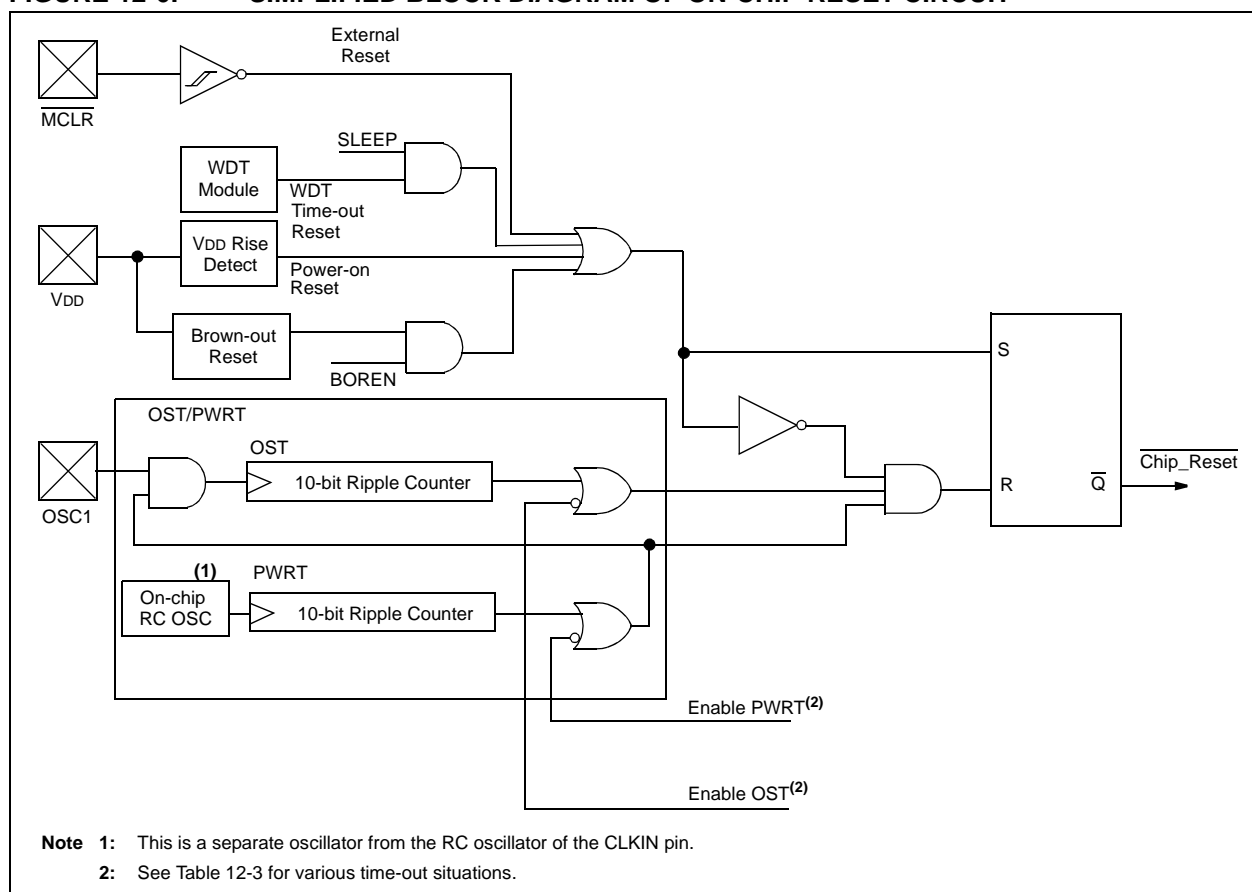 FIGURE
SIMPLIFIED BLOCK DIAGRAM OF ON-CHIP RESET CIRCUIT
External
Reset
MCLR
SLEEP
WDT
Module
WDT
Time-out
Reset
VDD Rise
Detect
Power-on
Reset
VDD
Brown-out
Reset
BOREN
S
OST/PWRT
OST
10-bit Ripple Counter
OSC1
Chip_Reset
R
Q
(1)
PWRT
On-chip
RC OSC
10-bit Ripple Counter
Enable PWRT(2)
Enable OST(2)
Note 1: This is a separate oscillator from the RC oscillator of the CLKIN pin.
2: See Table 12-3 for various time-out situations.